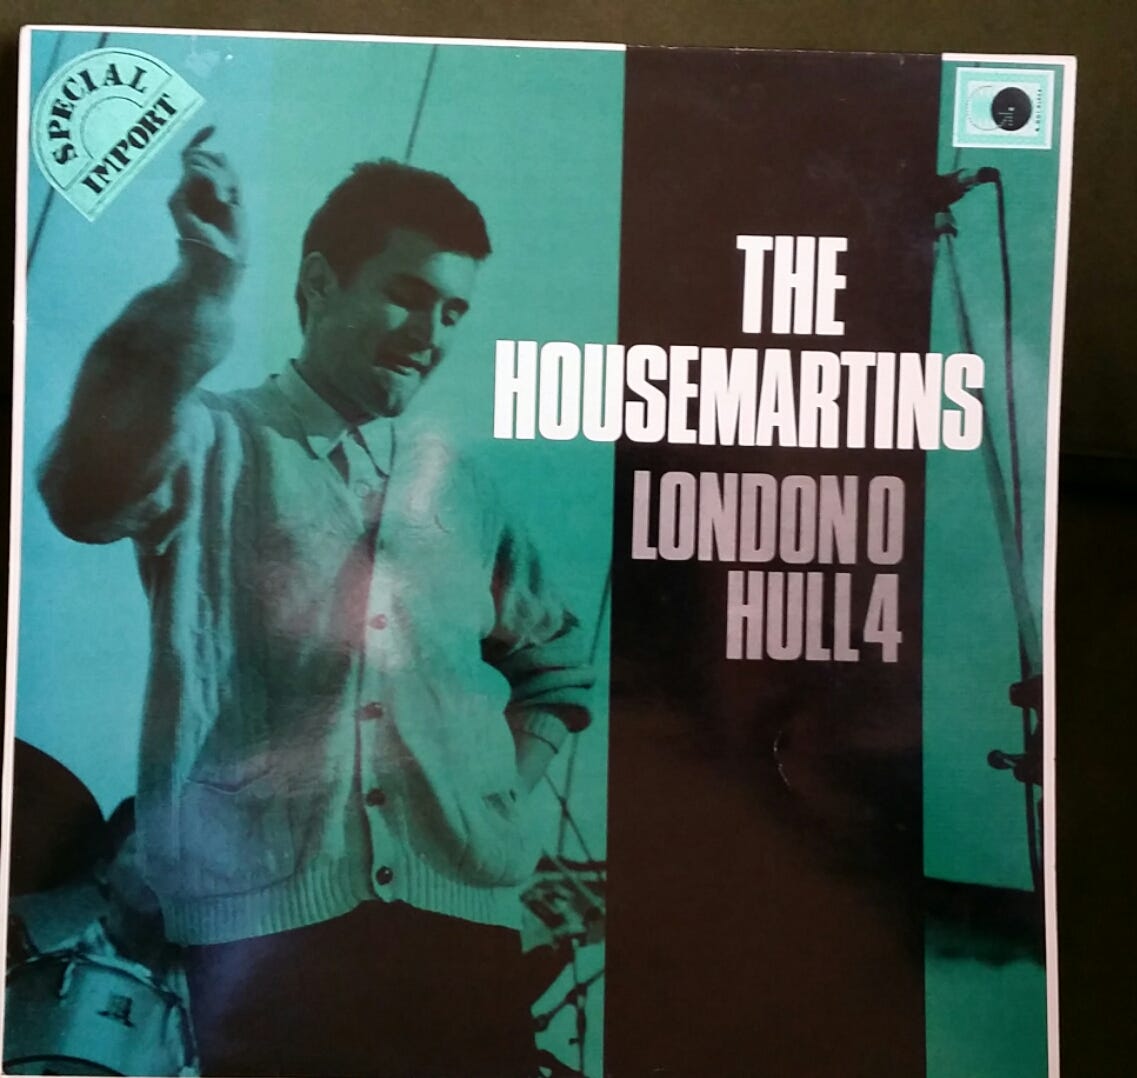 SPECIAL
IMPORT
THE
HOUSEMARTINS
LONDON 0
HULL 4